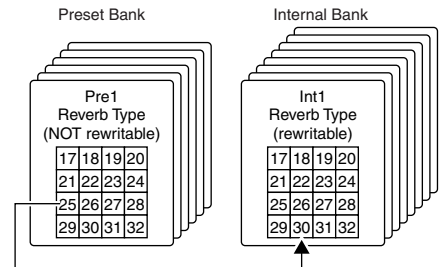 Preset Bank
Internal Bank
Pre1
Reverb Type
(NOT rewritable)
17 18 19 20
21 22 23 24
25 26 27 28
29 30 31 32
Int1
Reverb Type
(rewritable)
17 18 19 20
21 22 23 24
25 26 27 28
29 30 31 32